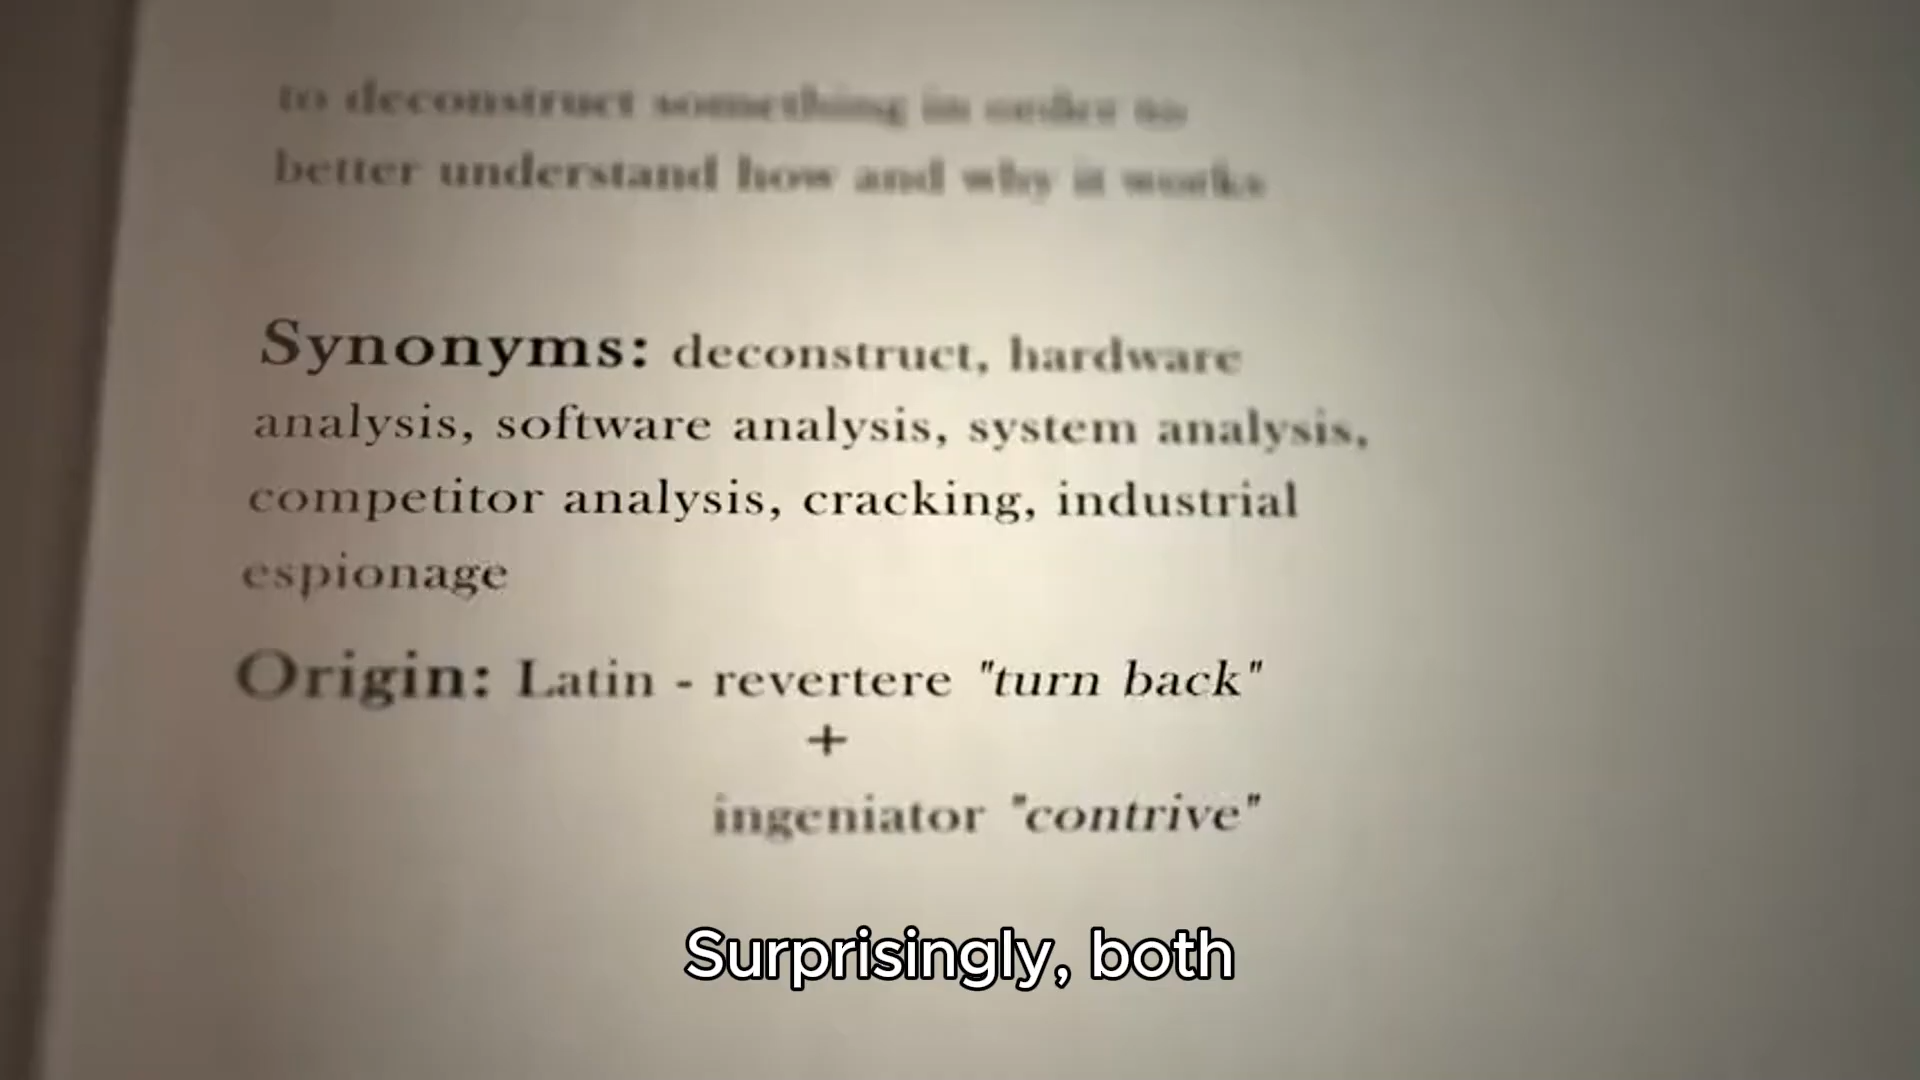 to deconstruct something in order to
better understand how and why it works
Synonyms: deconstruct, hardware
analysis, software analysis, system analysis,
competitor analysis, cracking, industrial
espionage
Origin: Latin - revertere "turn back"
+
ingeniator "contrive"
Surprisingly, both